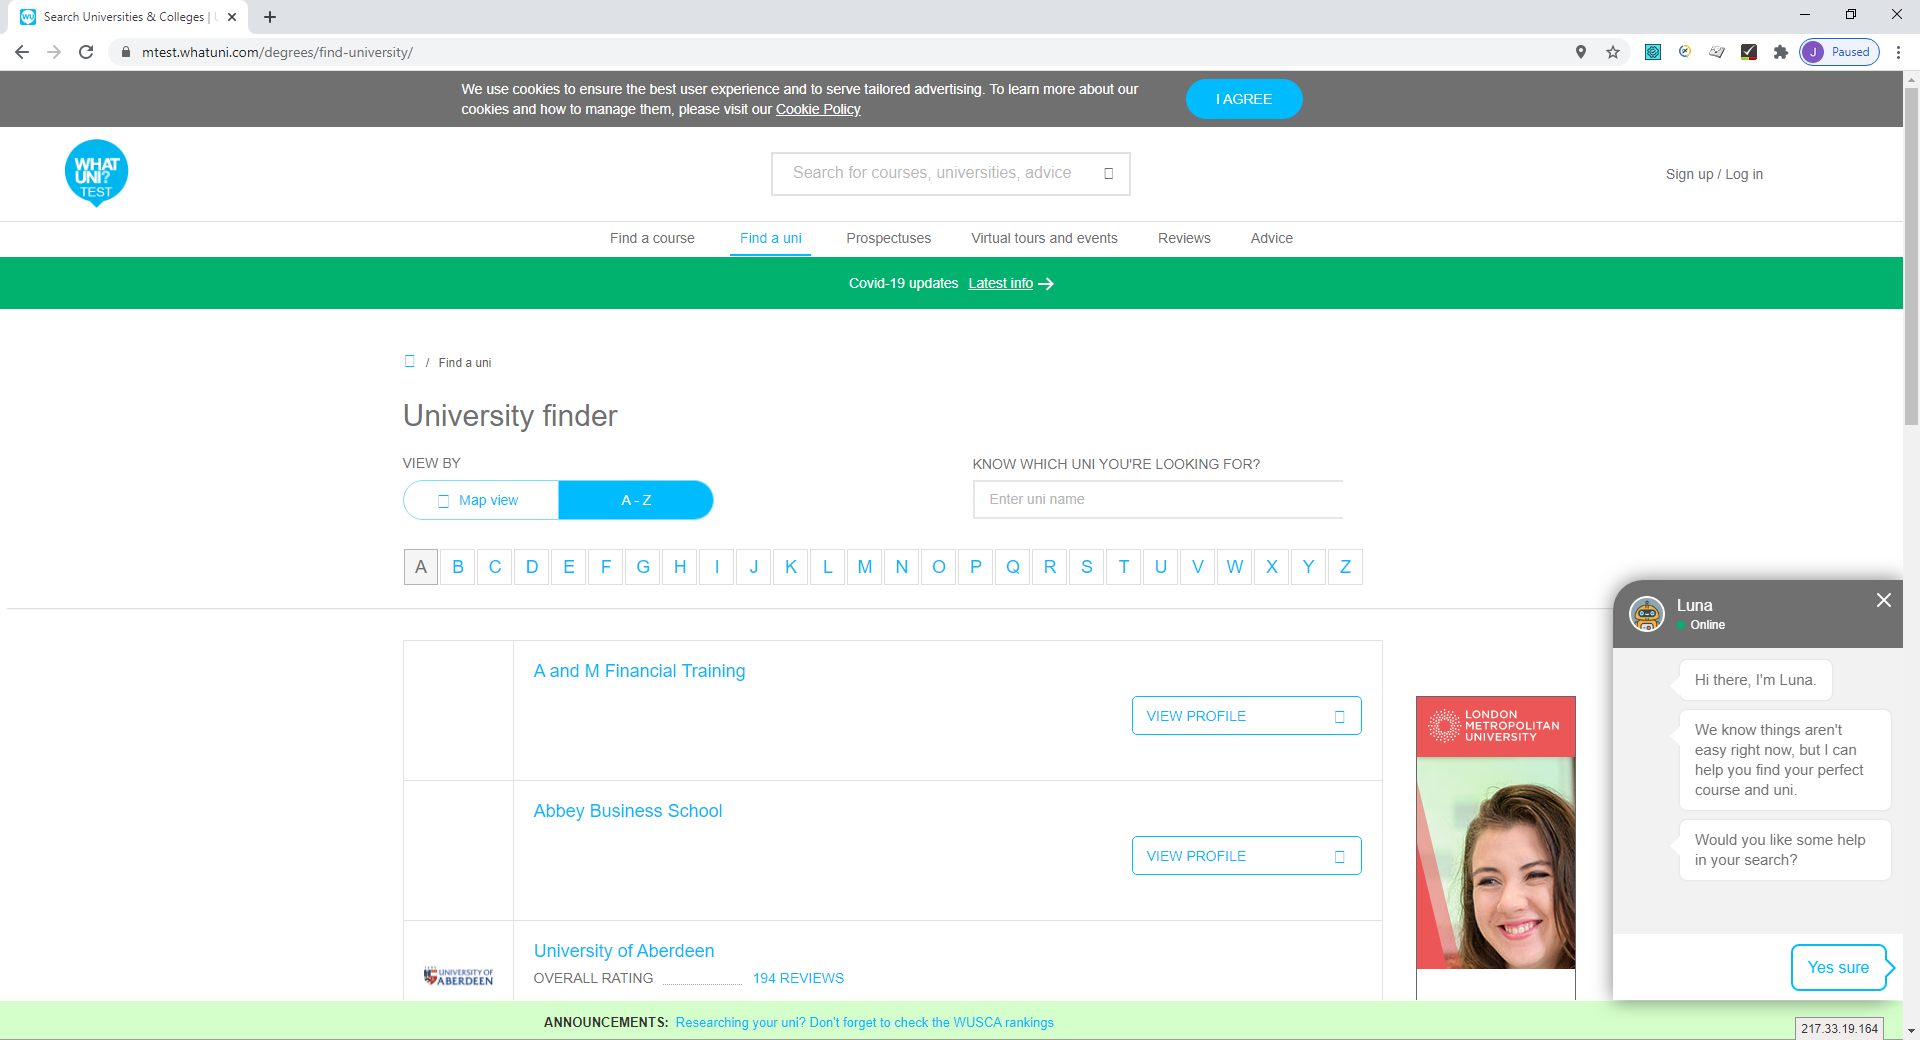 Search Universities & Colleges |
mtest.whatuni.com/degrees/find-university/
J Paused
We use cookies to ensure the best user experience and to serve tailored advertising. To learn more about our
cookies and how to manage them, please visit our Cookie Policy
I AGREE
WHAT
UNI?
TEST
Search for courses, universities, advice
Sign up / Log in
Find a course Find a uni Prospectuses Virtual tours and events Reviews Advice
Covid-19 updates Latest info
/ Find a uni
University finder
VIEW BY
Map view A - Z
KNOW WHICH UNI YOU'RE LOOKING FOR?
Enter uni name
A B C D E F G H I J K L M N O P Q R S T U V W X Y Z
A and M Financial Training
VIEW PROFILE
Abbey Business School
VIEW PROFILE
UNIVERSITY OF
ABERDEEN
University of Aberdeen
OVERALL RATING 194 REVIEWS
LONDON
METROPOLITAN
UNIVERSITY
Luna
Online
Hi there, I'm Luna.
We know things aren't
easy right now, but I can
help you find your perfect
course and uni.
Would you like some help
in your search?
Yes sure
ANNOUNCEMENTS: Researching your uni? Don't forget to check the WUSCA rankings
217.33.19.164